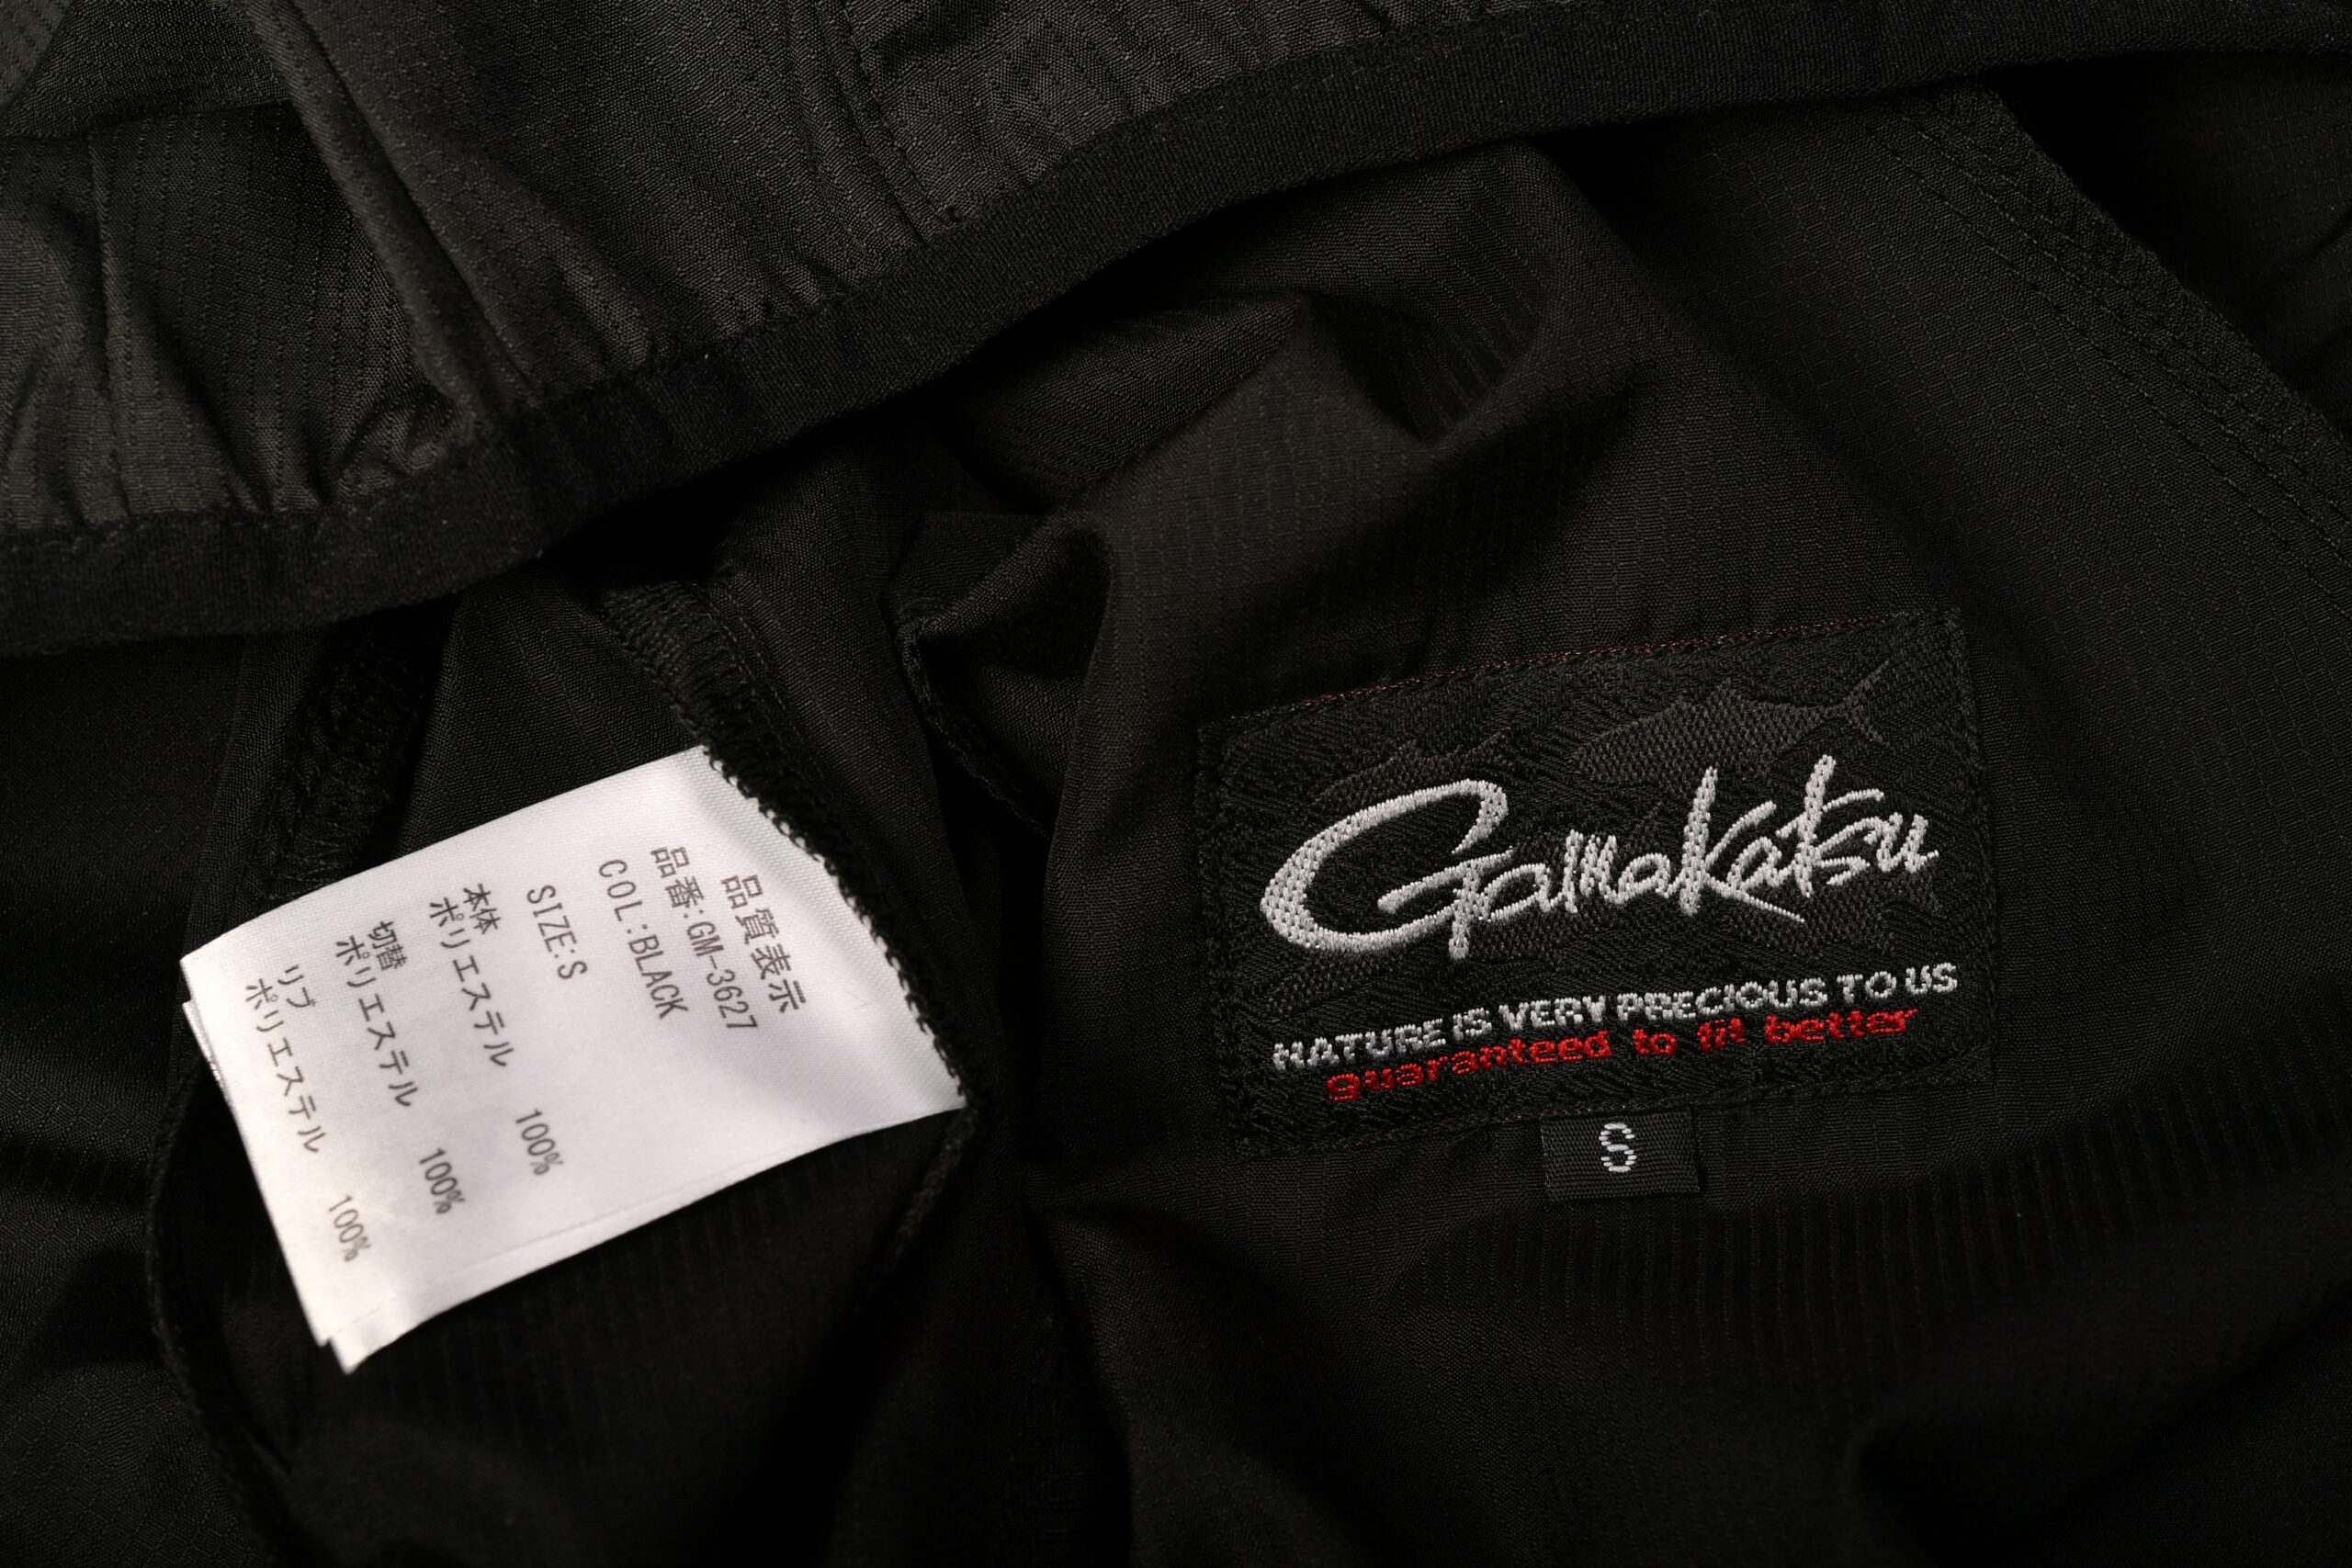 品質表示
品番:GM-3627
COL:BLACK
SIZE:S
本体
ポリエステル 100%
切替
ポリエステル 100%
リブ
ポリエステル 100%
Gamakatsu
NATURE IS VERY PRECIOUS TO US
guaranteed to fit better
S